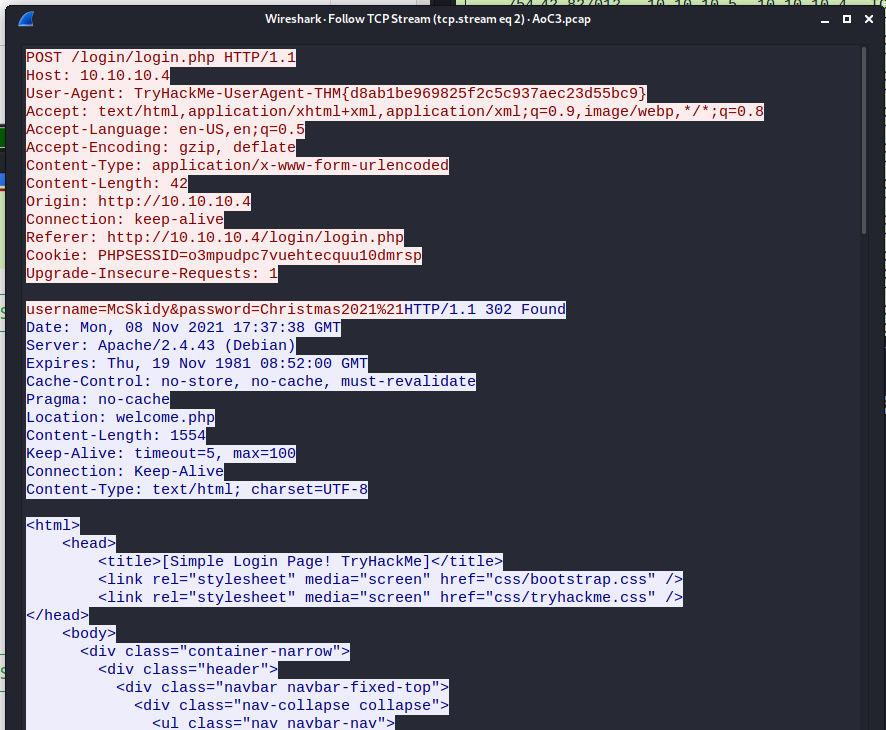 Wireshark · Follow TCP Stream (tcp.stream eq 2) · AoC3.pcap
POST /login/login.php HTTP/1.1
Host: 10.10.10.4
User-Agent: TryHackMe-UserAgent-THM{d8ab1be969825f2c5c937aec23d55bc9}
Accept: text/html,application/xhtml+xml,application/xml;q=0.9,image/webp,*/*;q=0.8
Accept-Language: en-US,en;q=0.5
Accept-Encoding: gzip, deflate
Content-Type: application/x-www-form-urlencoded
Content-Length: 42
Origin: http://10.10.10.4
Connection: keep-alive
Referer: http://10.10.10.4/login/login.php
Cookie: PHPSESSID=o3mpudpc7vuehtecquu10dmrsp
Upgrade-Insecure-Requests: 1
username=McSkidy&password=Christmas2021%21HTTP/1.1 302 Found
Date: Mon, 08 Nov 2021 17:37:38 GMT
Server: Apache/2.4.43 (Debian)
Expires: Thu, 19 Nov 1981 08:52:00 GMT
Cache-Control: no-store, no-cache, must-revalidate
Pragma: no-cache
Location: welcome.php
Content-Length: 1554
Keep-Alive: timeout=5, max=100
Connection: Keep-Alive
Content-Type: text/html; charset=UTF-8
<html>
<head>
<title>[Simple Login Page! TryHackMe]</title>
<link rel="stylesheet" media="screen" href="css/bootstrap.css" />
<link rel="stylesheet" media="screen" href="css/tryhackme.css" />
</head>
<body>
<div class="container-narrow">
<div class="header">
<div class="navbar navbar-fixed-top">
<div class="nav-collapse collapse">
<ul class="nav navbar-nav">